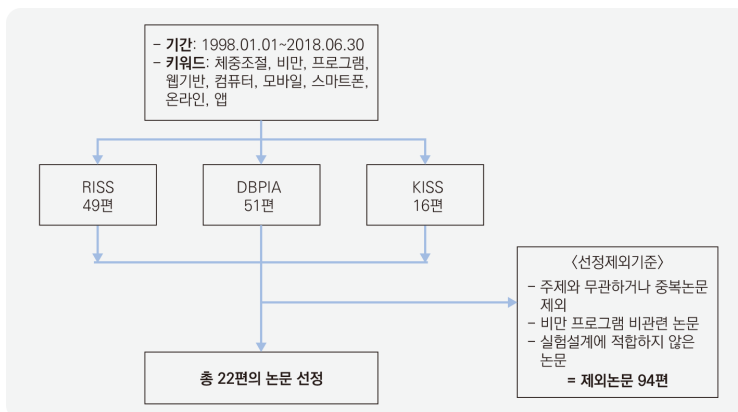 - 기간: 1998.01.01~2018.06.30
- 키워드: 체중조절, 비만, 프로그램,
웹기반, 컴퓨터, 모바일, 스마트폰,
온라인, 앱
RISS
49편
DBPIA
51편
KISS
16편
〈선정제외기준〉
- 주제와 무관하거나 중복논문
제외
- 비만 프로그램 비관련 논문
- 실험설계에 적합하지 않은
논문
= 제외논문 94편
총 22편의 논문 선정